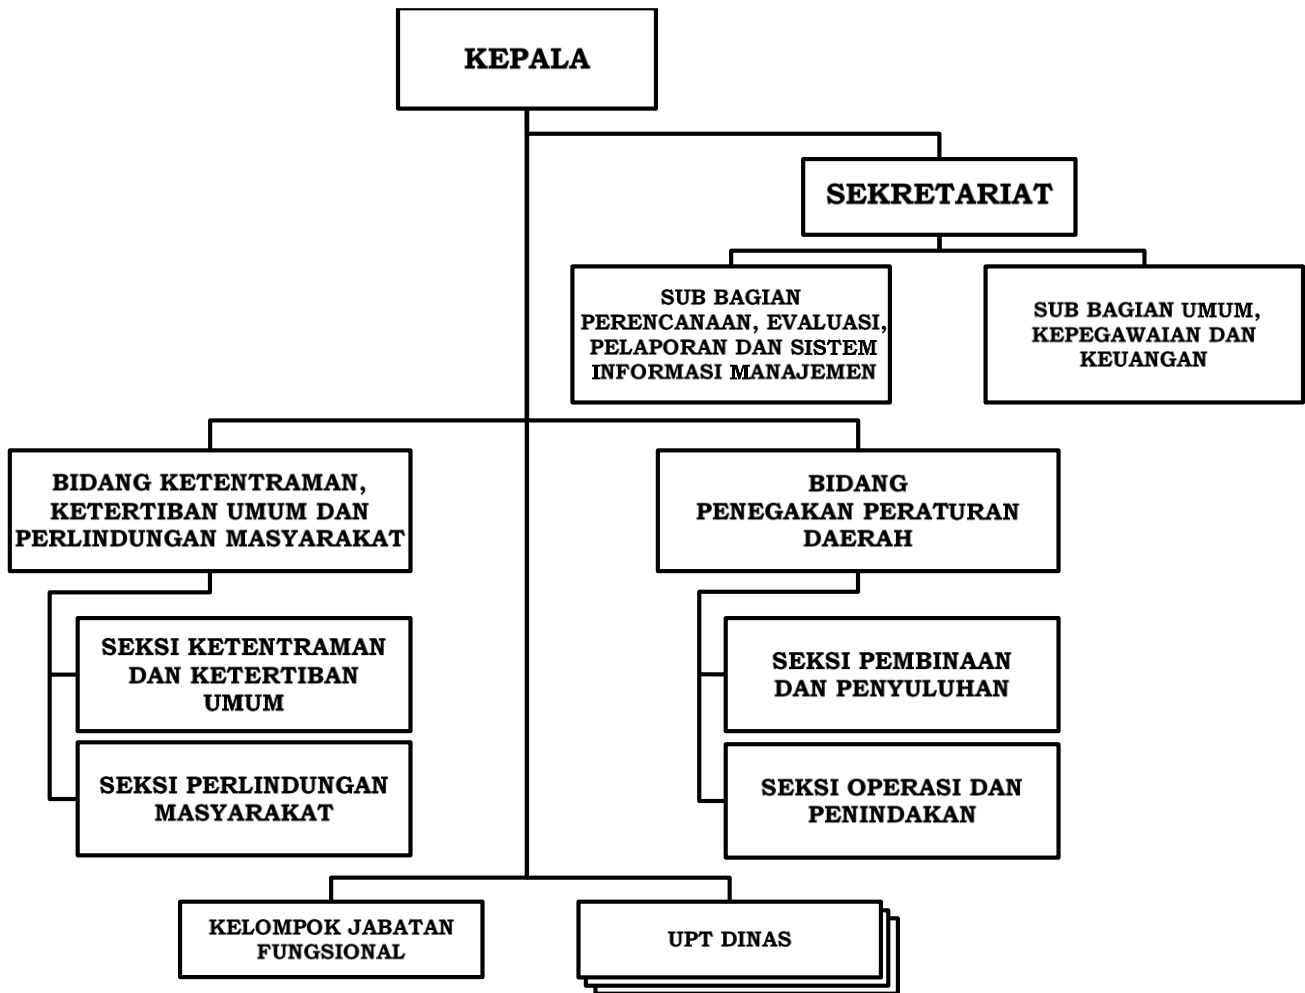 KEPALA
SEKRETARIAT
SUB BAGIAN
PERENCANAAN, EVALUASI,
PELAPORAN DAN SISTEM
INFORMASI MANAJEMEN
SUB BAGIAN UMUM,
KEPEGAWAIAN DAN
KEUANGAN
BIDANG KETENTRAMAN,
KETERTIBAN UMUM DAN
PERLINDUNGAN MASYARAKAT
BIDANG
PENEGAKAN PERATURAN
DAERAH
SEKSI KETENTRAMAN
DAN KETERTIBAN
UMUM
SEKSI PERLINDUNGAN
MASYARAKAT
SEKSI PEMBINAAN
DAN PENYULUHAN
SEKSI OPERASI DAN
PENINDAKAN
KELOMPOK JABATAN
FUNGSIONAL
UPT DINAS